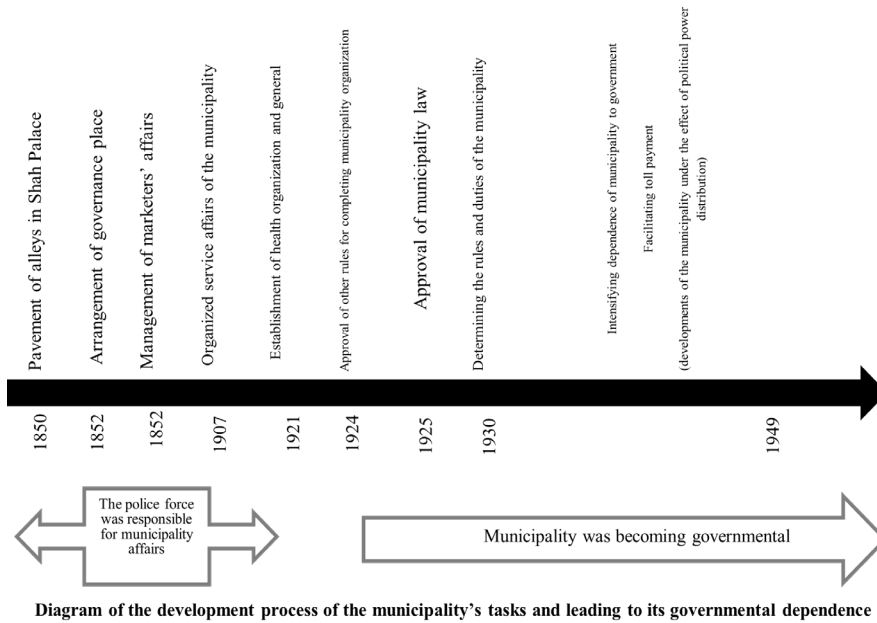 Pavement of alleys in Shah Palace
Arrangement of governance place
Management of marketers’ affairs
Organized service affairs of the municipality
Establishment of health organization and general
Approval of other rules for completing municipality organization
Approval of municipality law
Determining the rules and duties of the municipality
Intensifying dependence of municipality to government
Facilitating toll payment
(developments of the municipality under the effect of political power
distribution)
1850
1852
1852
1907
1921
1924
1925
1930
1949
The police force
was responsible
for municipality
affairs
Municipality was becoming governmental
Diagram of the development process of the municipality’s tasks and leading to its governmental dependence